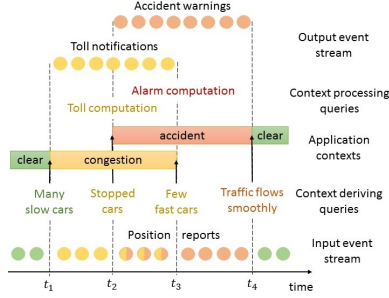 Accident warnings
Output event
stream
Toll notifications
Alarm computation
Context processing
queries
Toll computation
accident
clear
Application
contexts
clear
congestion
Many
slow cars
Stopped
cars
Few
fast cars
Traffic flows
smoothly
Context deriving
queries
Position reports
Input event
stream
t1
t2
t3
t4
time